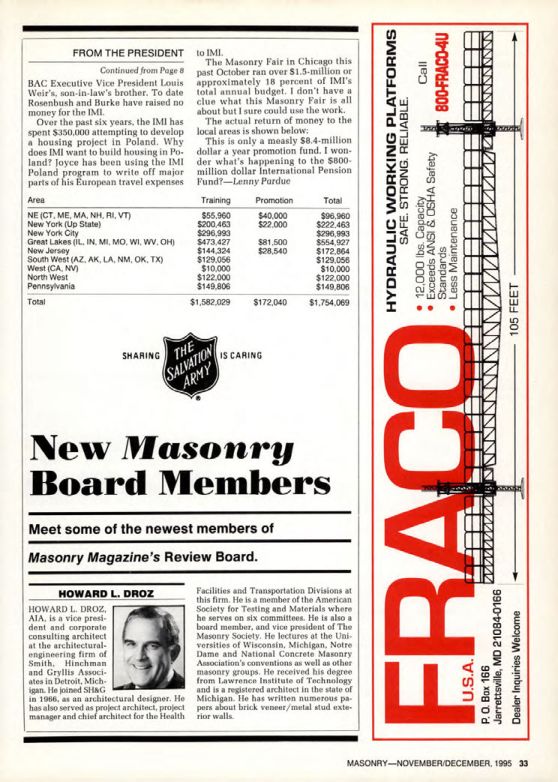 FROM THE PRESIDENT
Continued from Page 8
BAC Executive Vice President Louis
Weir's, son-in-law's brother. To date
Rosenbush and Burke have raised no
money for the IMI.
Over the past six years, the IMI has
spent $350,000 attempting to develop
a housing project in Poland. Why
does IMI want to build housing in Po-
land? Joyce has been using the IMI
Poland program to write off major
parts of his European travel expenses
to IMI.
The Masonry Fair in Chicago this
past October ran over $1.5-million or
approximately 18 percent of IMI's
total annual budget. I don't have a
clue what this Masonry Fair is all
about but I sure could use the work.
The actual return of money to the
local areas is shown below:
This is only a measly $8.4-million
dollar a year promotion fund. I won-
der what's happening to the $800-
million dollar International Pension
Fund?—Lenny Pardue
Area Training Promotion Total
NE (CT, ME, MA, NH, RI, VT) $55,960 $40,000 $96,960
New York (Up State) $200,463 $22,000 $222,463
New York City $296,993 $296,993
Great Lakes (IL, IN, MI, MO, WI, WV, OH) $473,427 $81,500 $554,927
New Jersey $144,324 $28,540 $172,864
South West (AZ, AK, LA, NM, OK, TX) $129,056 $129,056
West (CA, NV) $10,000 $10,000
North West $122,000 $122,000
Pennsylvania $149,806 $149,806
Total $1,582,029 $172,040 $1,754,069
SHARING THE SALVATION ARMY IS CARING
New Masonry
Board Members
Meet some of the newest members of
Masonry Magazine's Review Board.
HOWARD L. DROZ
HOWARD L. DROZ,
AIA, is a vice presi-
dent and corporate
consulting architect
at the architectural-
engineering firm of
Smith, Hinchman
and Gryllis Associ-
ates in Detroit, Mich-
igan. He joined SH&G
in 1966, as an architectural designer. He
has also served as project architect, project
manager and chief architect for the Health
Facilities and Transportation Divisions at
this firm. He is a member of the American
Society for Testing and Materials where
he serves on six committees. He is also a
board member, and vice president of The
Masonry Society. He lectures at the Uni-
versities of Wisconsin, Michigan, Notre
Dame and National Concrete Masonry
Association's conventions as well as other
masonry groups. He received his degree
from Lawrence Institute of Technology
and is a registered architect in the state of
Michigan. He has written numerous pa-
pers about brick veneer/metal stud exte-
rior walls.
FRACO
U.S.A.
HYDRAULIC WORKING PLATFORMS
SAFE. STRONG. RELIABLE.
• 12,000 lbs. Capacity
• Exceeds ANSI & OSHA Safety
Standards
• Less Maintenance
Call
800-FRACO-4U
105 FEET
P. O. Box 166
Jarrettsville, MD 21084-0166
Dealer Inquiries Welcome
MASONRY—NOVEMBER/DECEMBER, 1995 33